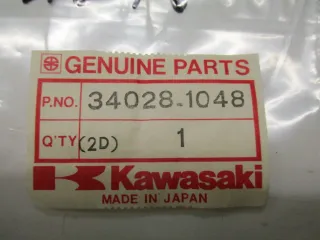 GENUINE PARTS
P.NO. 34028-1048
Q'TY (2D) 1
Kawasaki
MADE IN JAPAN